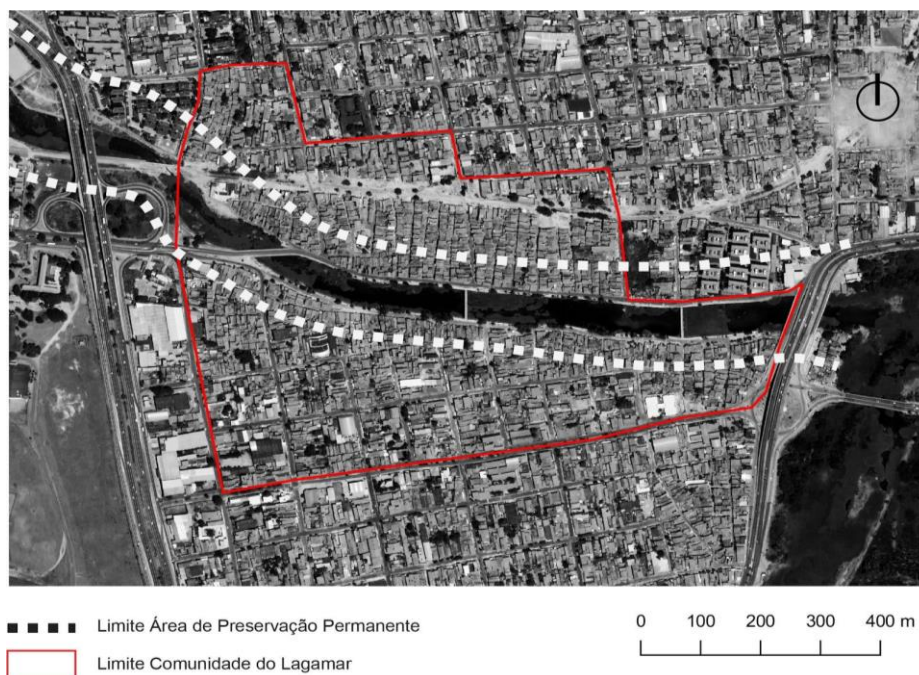 Limite Área de Preservação Permanente
Limite Comunidade do Lagamar
0 100 200 300 400 m